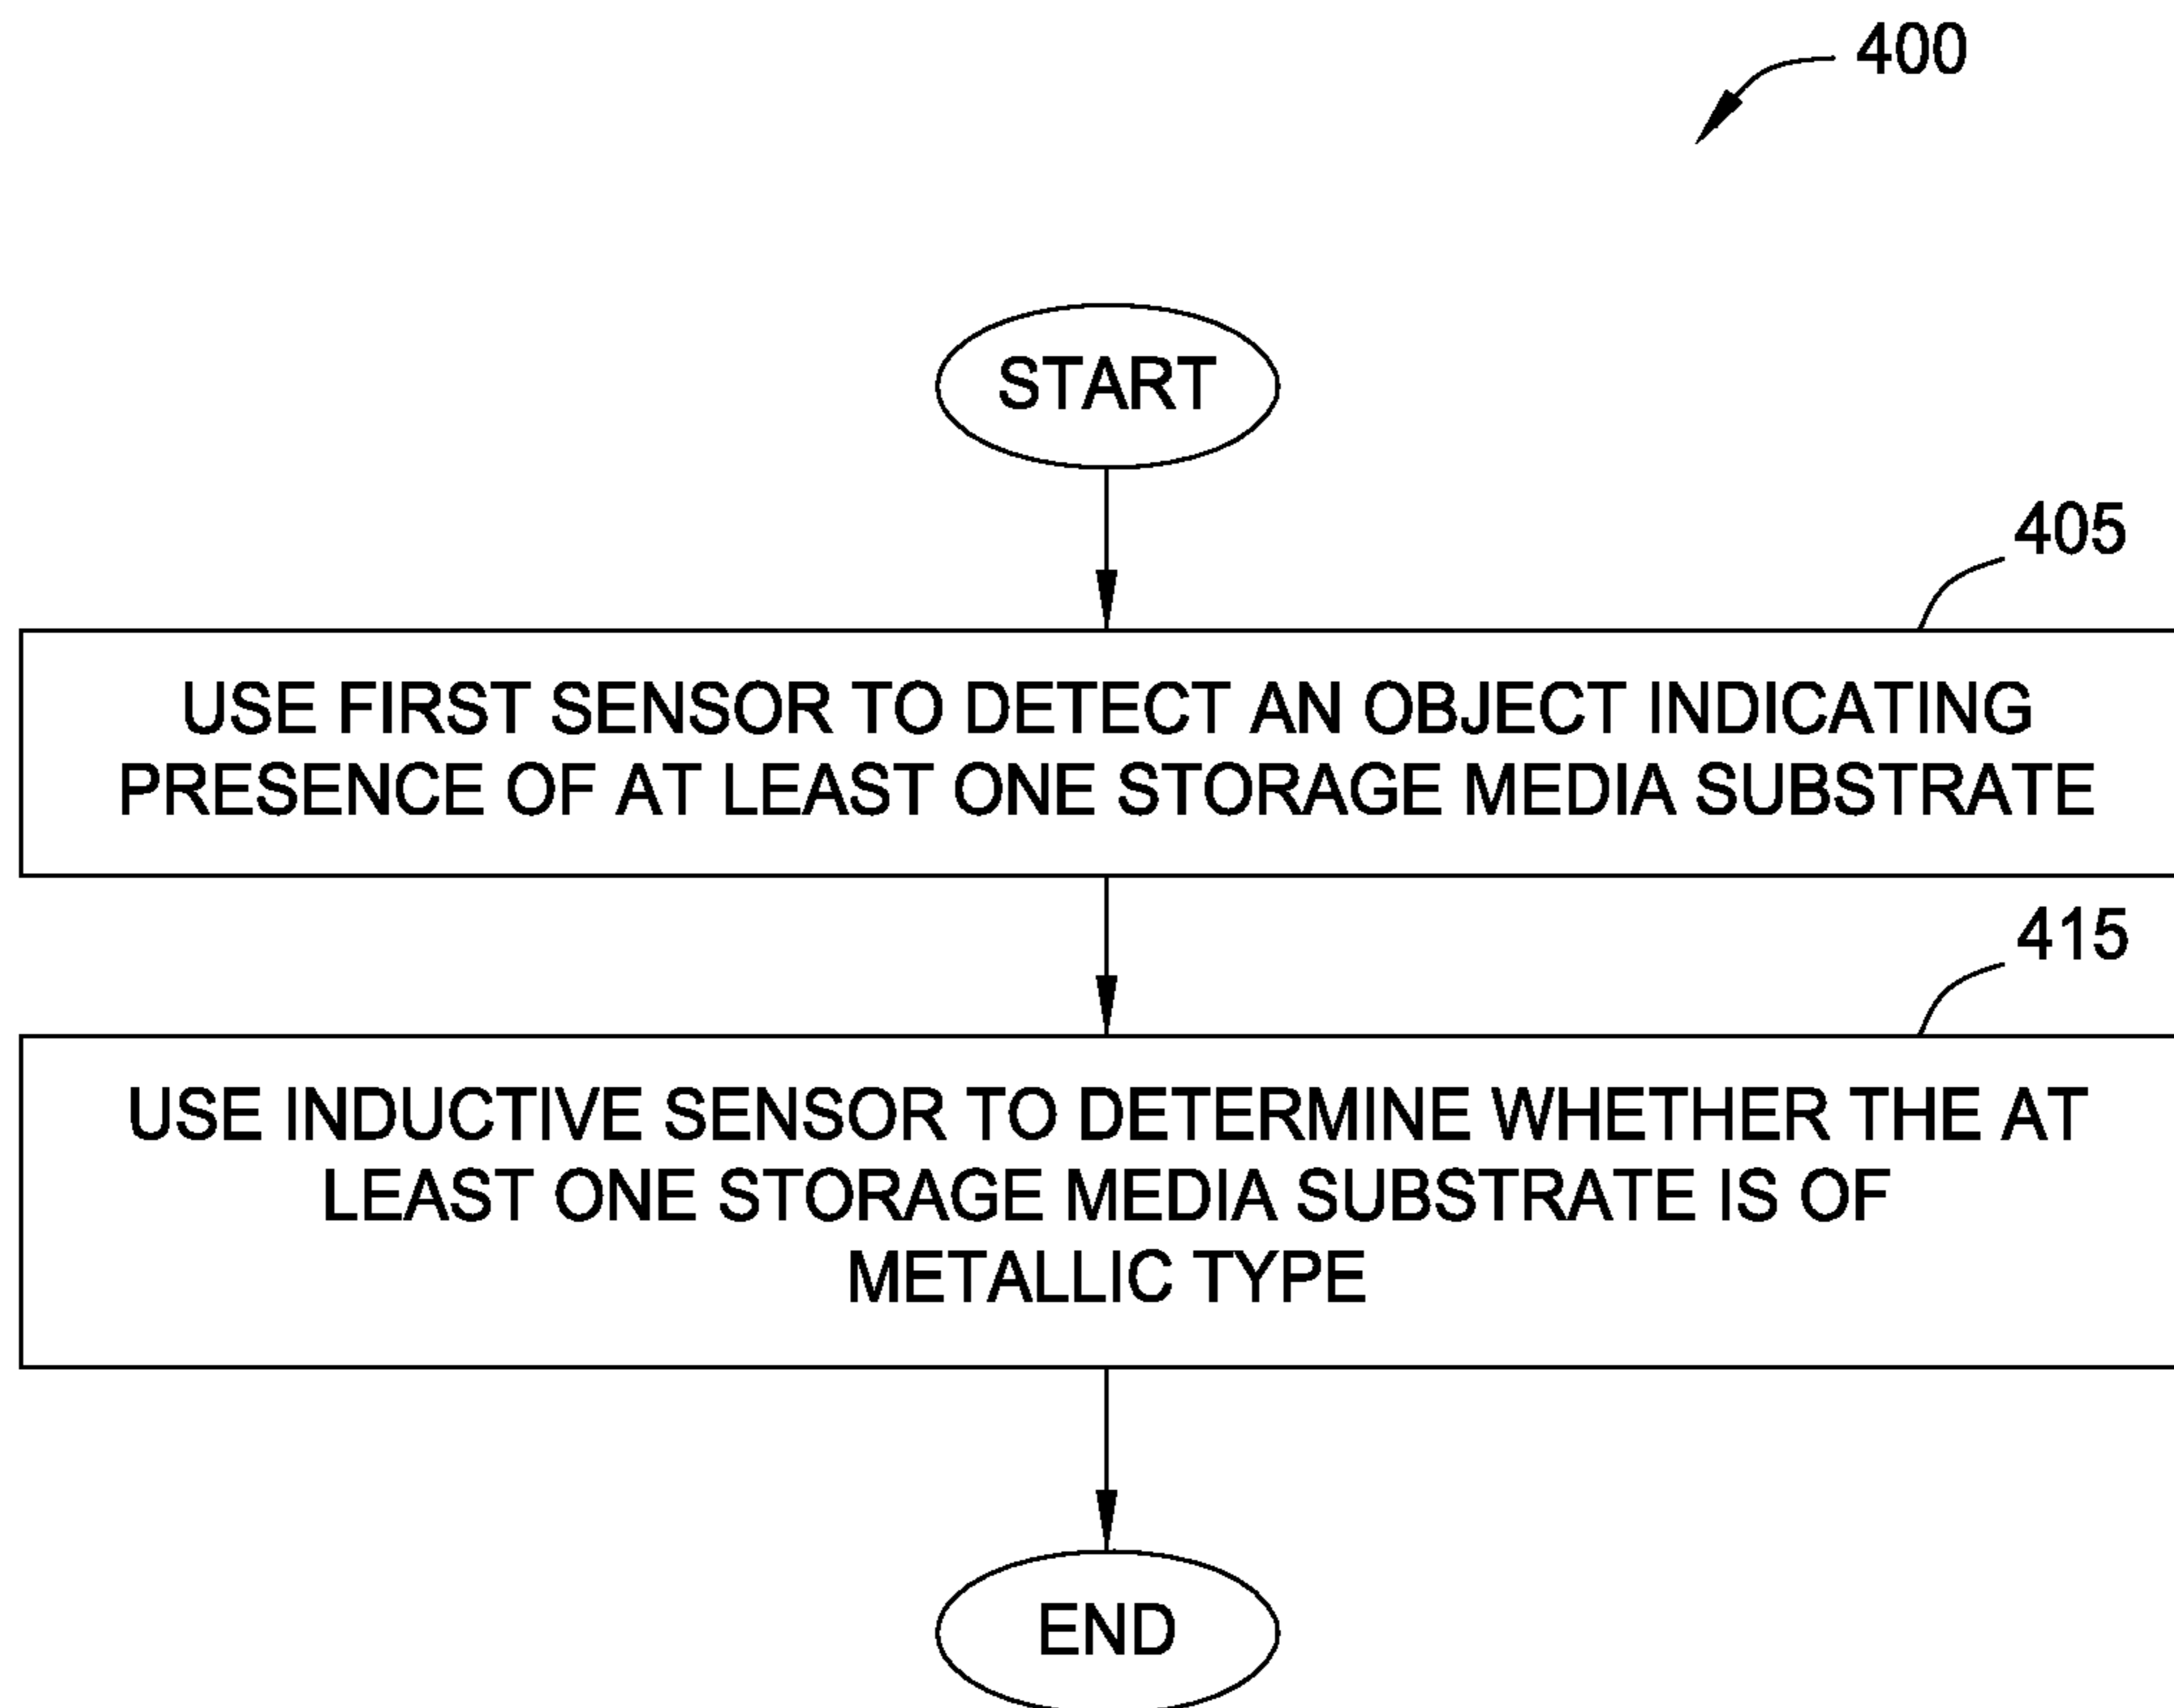 400
START
405
USE FIRST SENSOR TO DETECT AN OBJECT INDICATING
PRESENCE OF AT LEAST ONE STORAGE MEDIA SUBSTRATE
415
USE INDUCTIVE SENSOR TO DETERMINE WHETHER THE AT
LEAST ONE STORAGE MEDIA SUBSTRATE IS OF
METALLIC TYPE
END